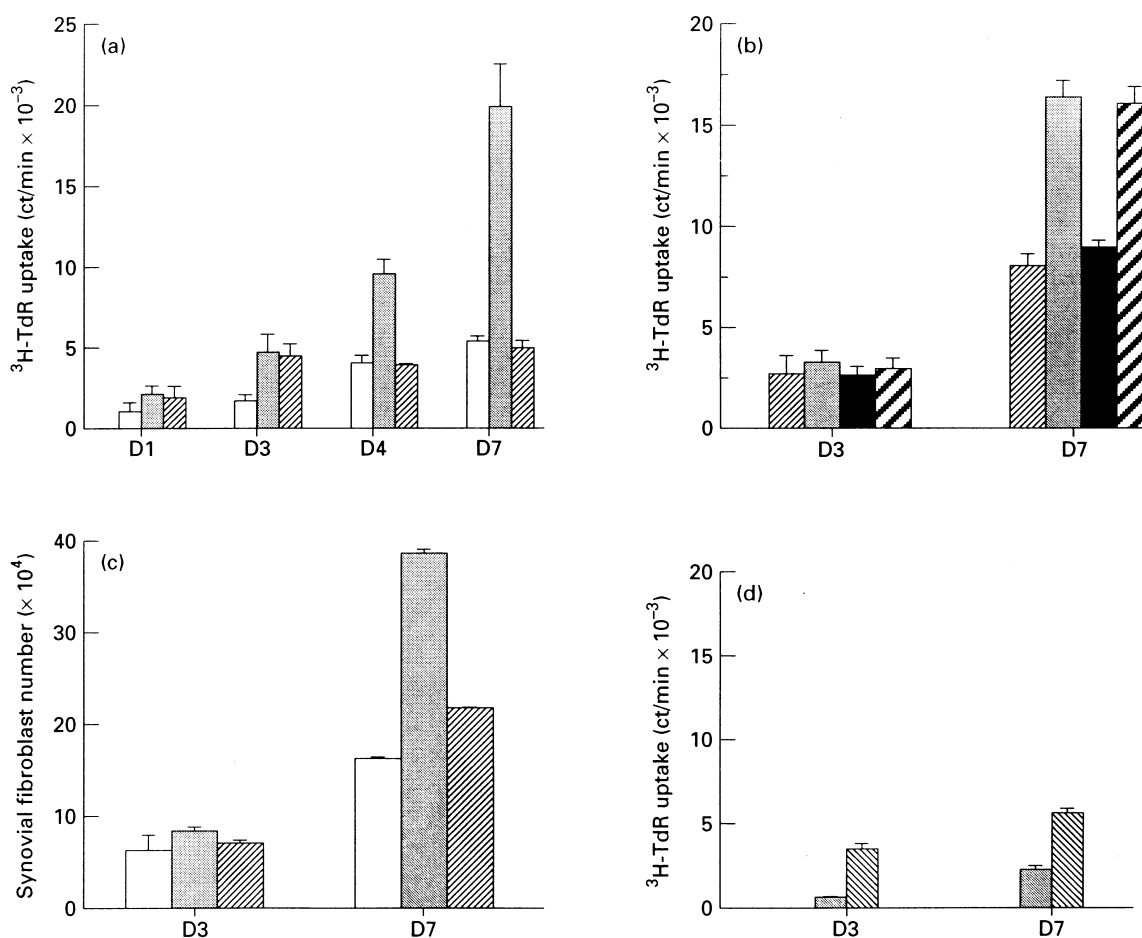 (a)
³H-TdR uptake (ct/min × 10⁻³)
25
20
15
10
5
0
D1 D3 D4 D7
(b)
³H-TdR uptake (ct/min × 10⁻³)
20
15
10
5
0
D3 D7
(c)
Synovial fibroblast number (× 10⁴)
40
30
20
10
0
D3 D7
(d)
³H-TdR uptake (ct/min × 10⁻³)
20
15
10
5
0
D3 D7